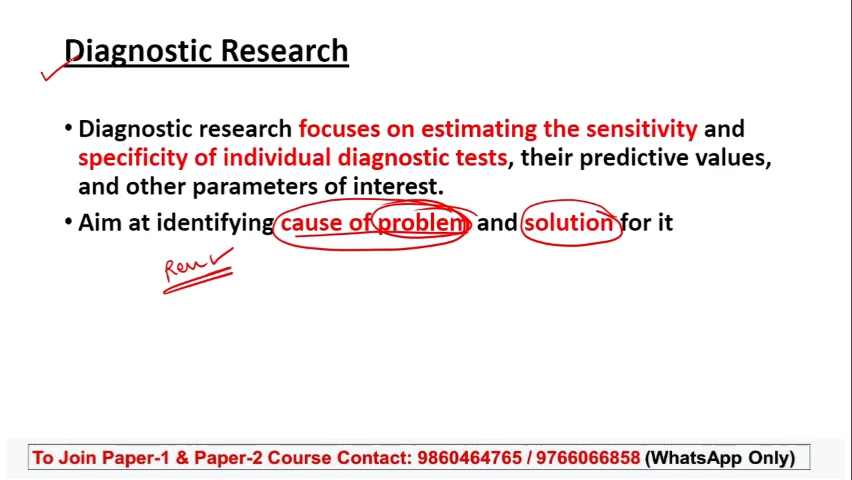 Diagnostic Research
• Diagnostic research focuses on estimating the sensitivity and
specificity of individual diagnostic tests, their predictive values,
and other parameters of interest.
• Aim at identifying cause of problem and solution for it
To Join Paper-1 & Paper-2 Course Contact: 9860464765 / 9766066858 (WhatsApp Only)